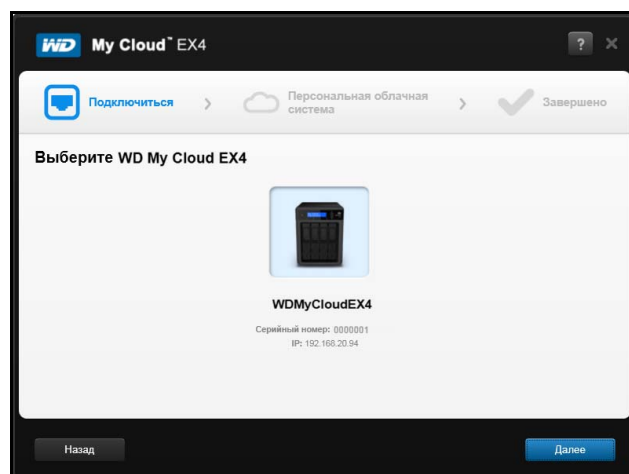 WD My Cloud™ EX4
?
Подключиться
Персональная облачная
система
Завершено
Выберите WD My Cloud EX4
WDMyCloudEX4
Серийный номер: 0000001
IP: 192.168.20.94
Назад
Далее